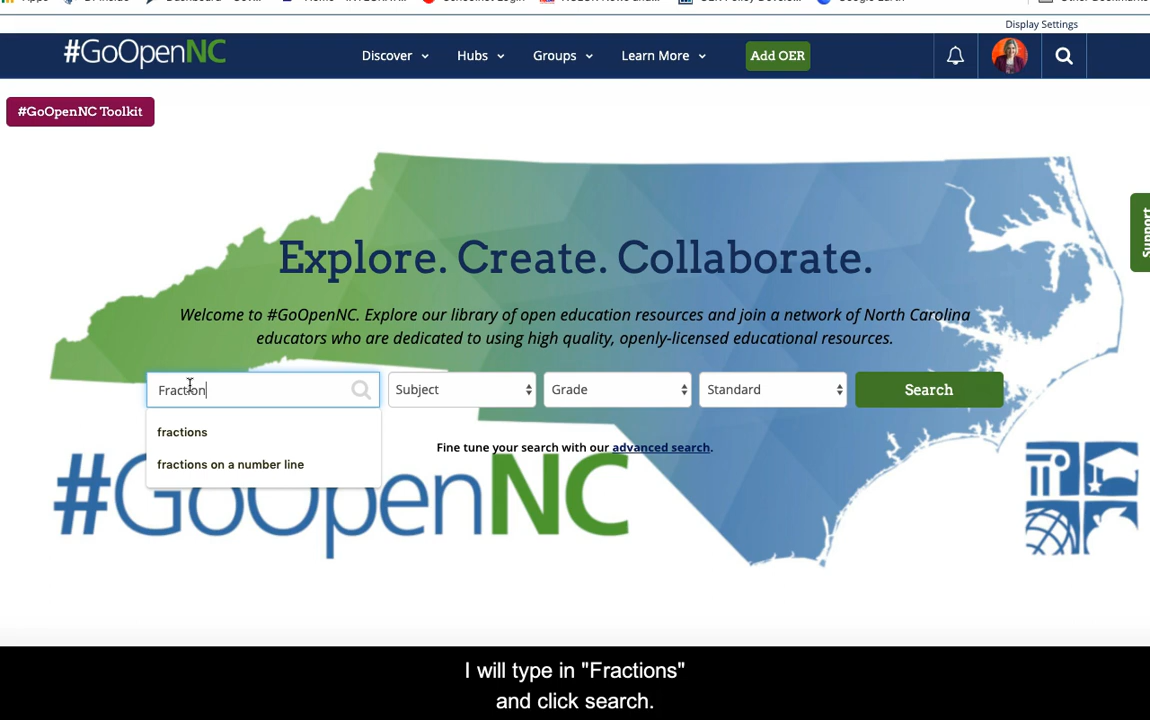 Display Settings
#GoOpenNC
Discover
Hubs
Groups
Learn More
Add OER
#GoOpenNC Toolkit
Support
Explore. Create. Collaborate.
Welcome to #GoOpenNC. Explore our library of open education resources and join a network of North Carolina
educators who are dedicated to using high quality, openly-licensed educational resources.
Fraction
Subject
Grade
Standard
Search
fractions
fractions on a number line
Fine tune your search with our advanced search.
#GoOpenNC
I will type in "Fractions"
and click search.